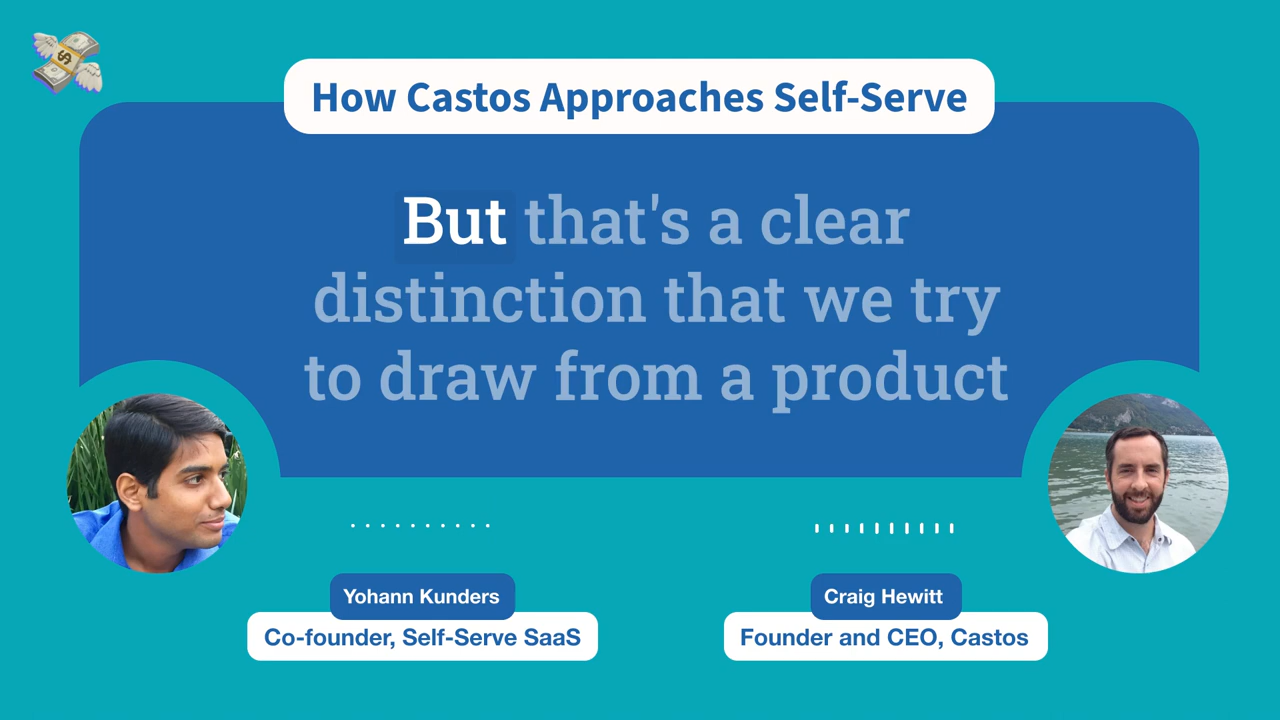 How Castos Approaches Self-Serve
But that's a clear
distinction that we try
to draw from a product
Yohann Kunders
Co-founder, Self-Serve SaaS
Craig Hewitt
Founder and CEO, Castos